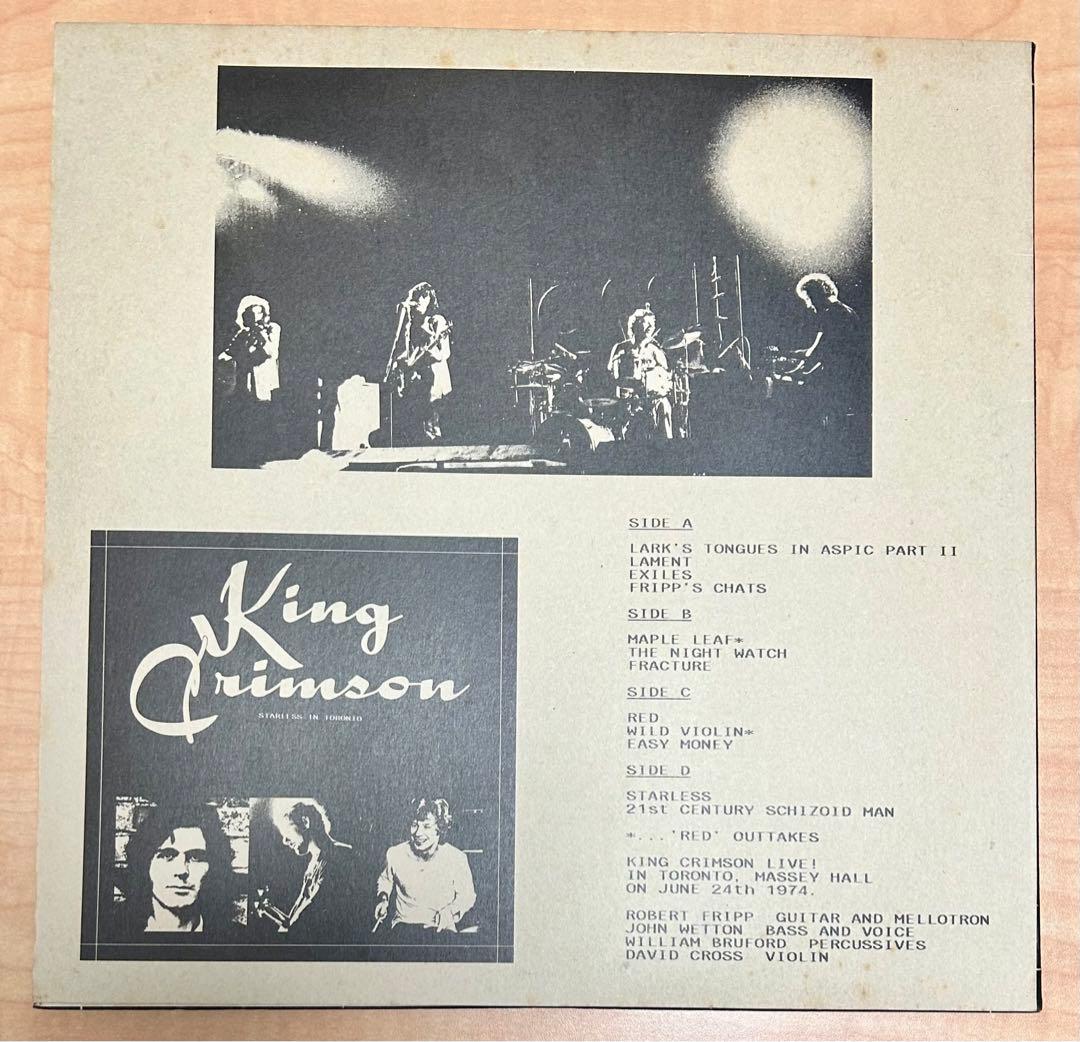 King
Crimson
STARLESS IN TORONTO
SIDE A
LARK'S TONGUES IN ASPIC PART II
LAMENT
EXILES
FRIPP'S CHATS
SIDE B
MAPLE LEAF*
THE NIGHT WATCH
FRACTURE
SIDE C
RED
WILD VIOLIN*
EASY MONEY
SIDE D
STARLESS
21st CENTURY SCHIZOID MAN
*...'RED' OUTTAKES
KING CRIMSON LIVE!
IN TORONTO, MASSEY HALL
ON JUNE 24th 1974.
ROBERT FRIPP GUITAR AND MELLOTRON
JOHN WETTON BASS AND VOICE
WILLIAM BRUFORD PERCUSSIVES
DAVID CROSS VIOLIN